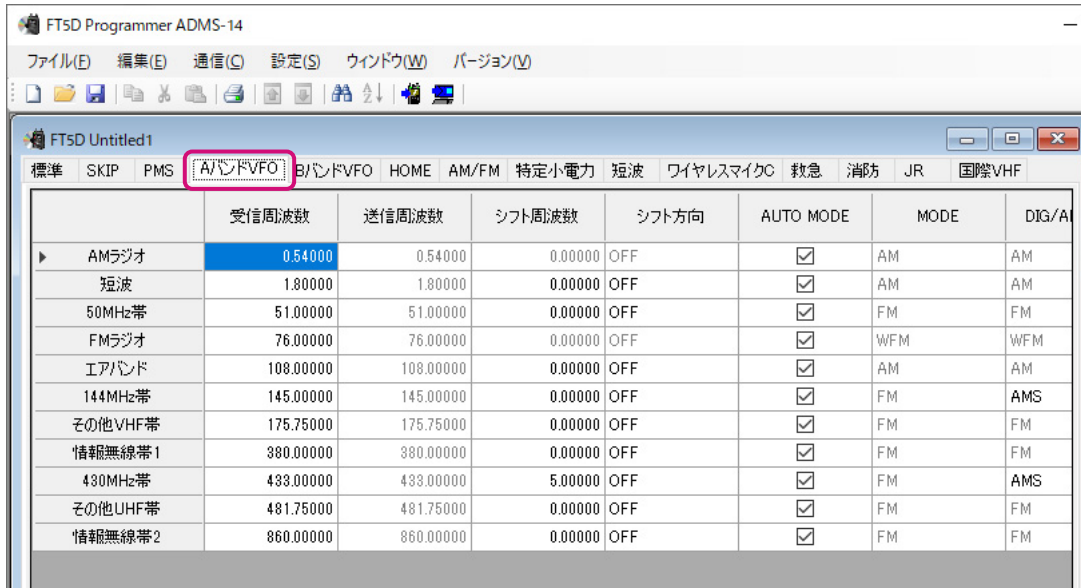 FT5D Programmer ADMS-14
ファイル(F) 編集(E) 通信(C) 設定(S) ウィンドウ(W) バージョン(V)
FT5D Untitled1
標準 SKIP PMS AバンドVFO BバンドVFO HOME AM/FM 特定小電力 短波 ワイヤレスマイクC 救急 消防 JR 国際VHF
受信周波数 送信周波数 シフト周波数 シフト方向 AUTO MODE MODE DIG/A
AMラジオ 0.54000 0.54000 0.00000 OFF AM AM
短波 1.80000 1.80000 0.00000 OFF AM AM
50MHz帯 51.00000 51.00000 0.00000 OFF FM FM
FMラジオ 76.00000 76.00000 0.00000 OFF WFM WFM
エアバンド 108.00000 108.00000 0.00000 OFF AM AM
144MHz帯 145.00000 145.00000 0.00000 OFF FM AMS
その他VHF帯 175.75000 175.75000 0.00000 OFF FM FM
情報無線帯1 380.00000 380.00000 0.00000 OFF FM FM
430MHz帯 433.00000 433.00000 5.00000 OFF FM AMS
その他UHF帯 481.75000 481.75000 0.00000 OFF FM FM
情報無線帯2 860.00000 860.00000 0.00000 OFF FM FM